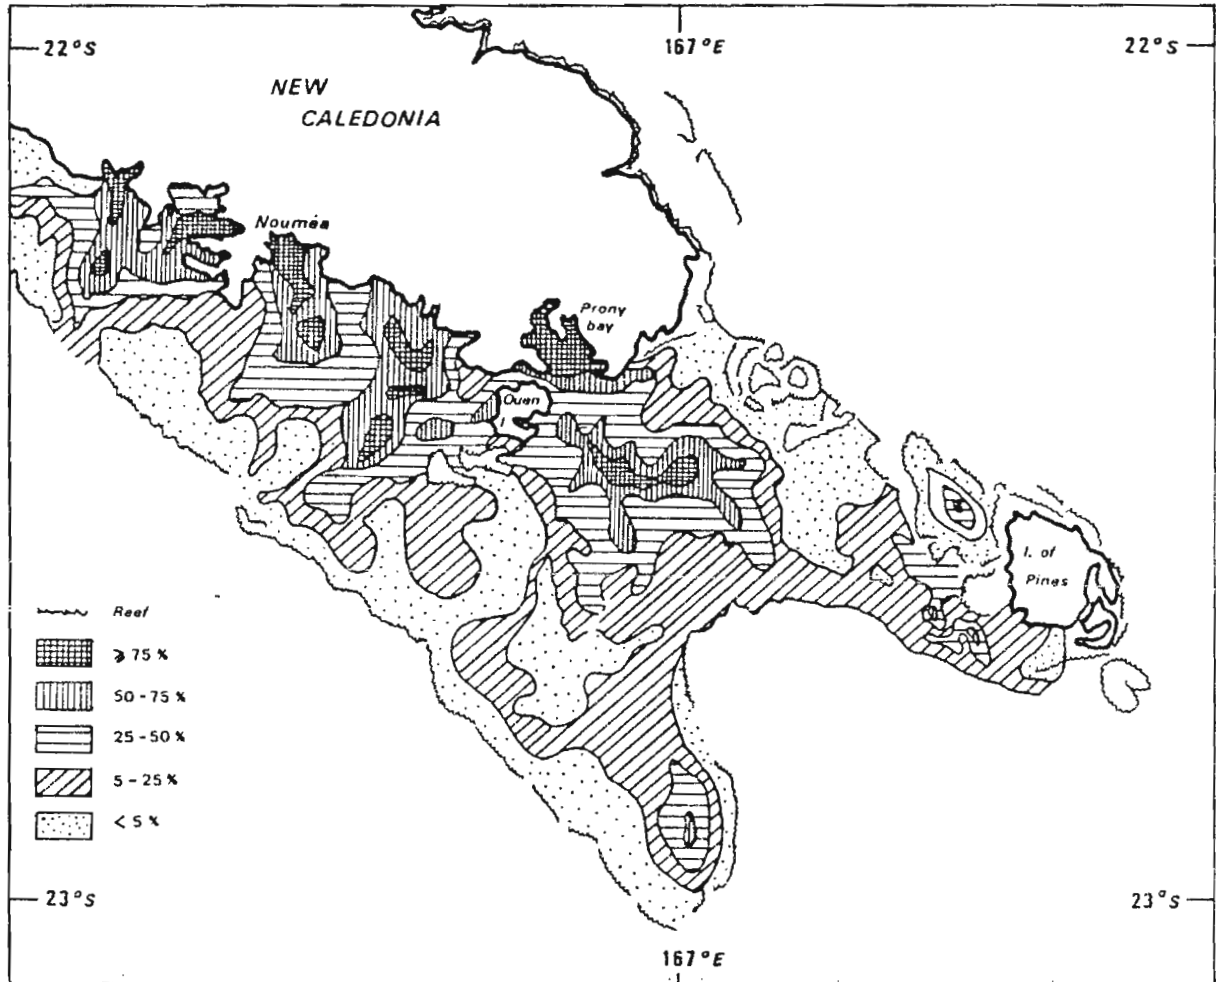 22°S
167°E
22°S
NEW
CALEDONIA
Nouméa
Prony
bay
Ouen
I. of
Pines
Reef
⩾ 75 %
50 - 75 %
25 - 50 %
5 - 25 %
< 5 %
23°S
23°S
167°E